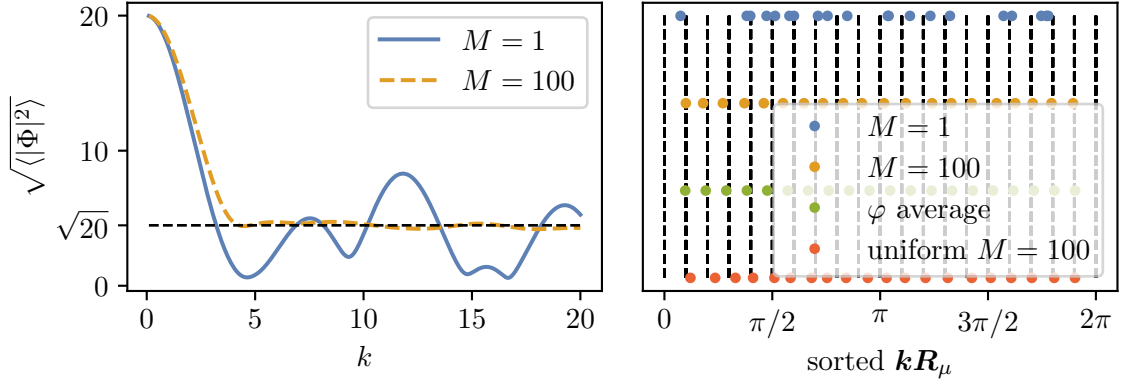 20
10
√20
0
√⟨|Φ|²⟩
M = 1
M = 100
0
5
10
15
20
k
M = 1
M = 100
φ average
uniform M = 100
0
π/2
π
3π/2
2π
sorted kR_μ